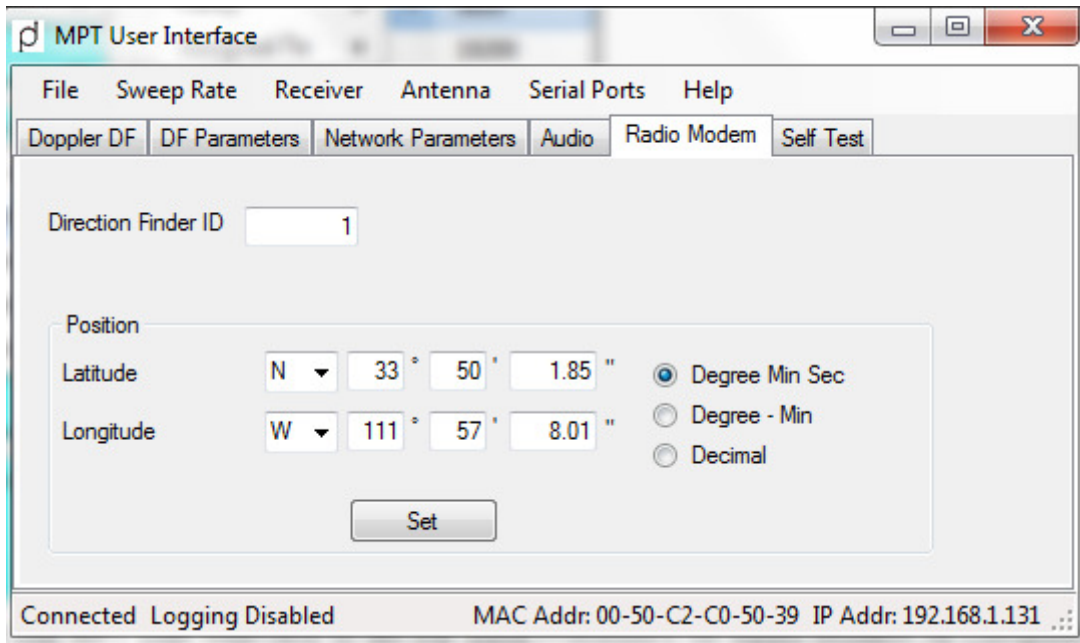 MPT User Interface
File Sweep Rate Receiver Antenna Serial Ports Help
Doppler DF DF Parameters Network Parameters Audio Radio Modem Self Test
Direction Finder ID 1
Position
Latitude N 33 ° 50 ' 1.85 " Degree Min Sec
Longitude W 111 ° 57 ' 8.01 " Degree - Min
Decimal
Set
Connected Logging Disabled MAC Addr: 00-50-C2-C0-50-39 IP Addr: 192.168.1.131